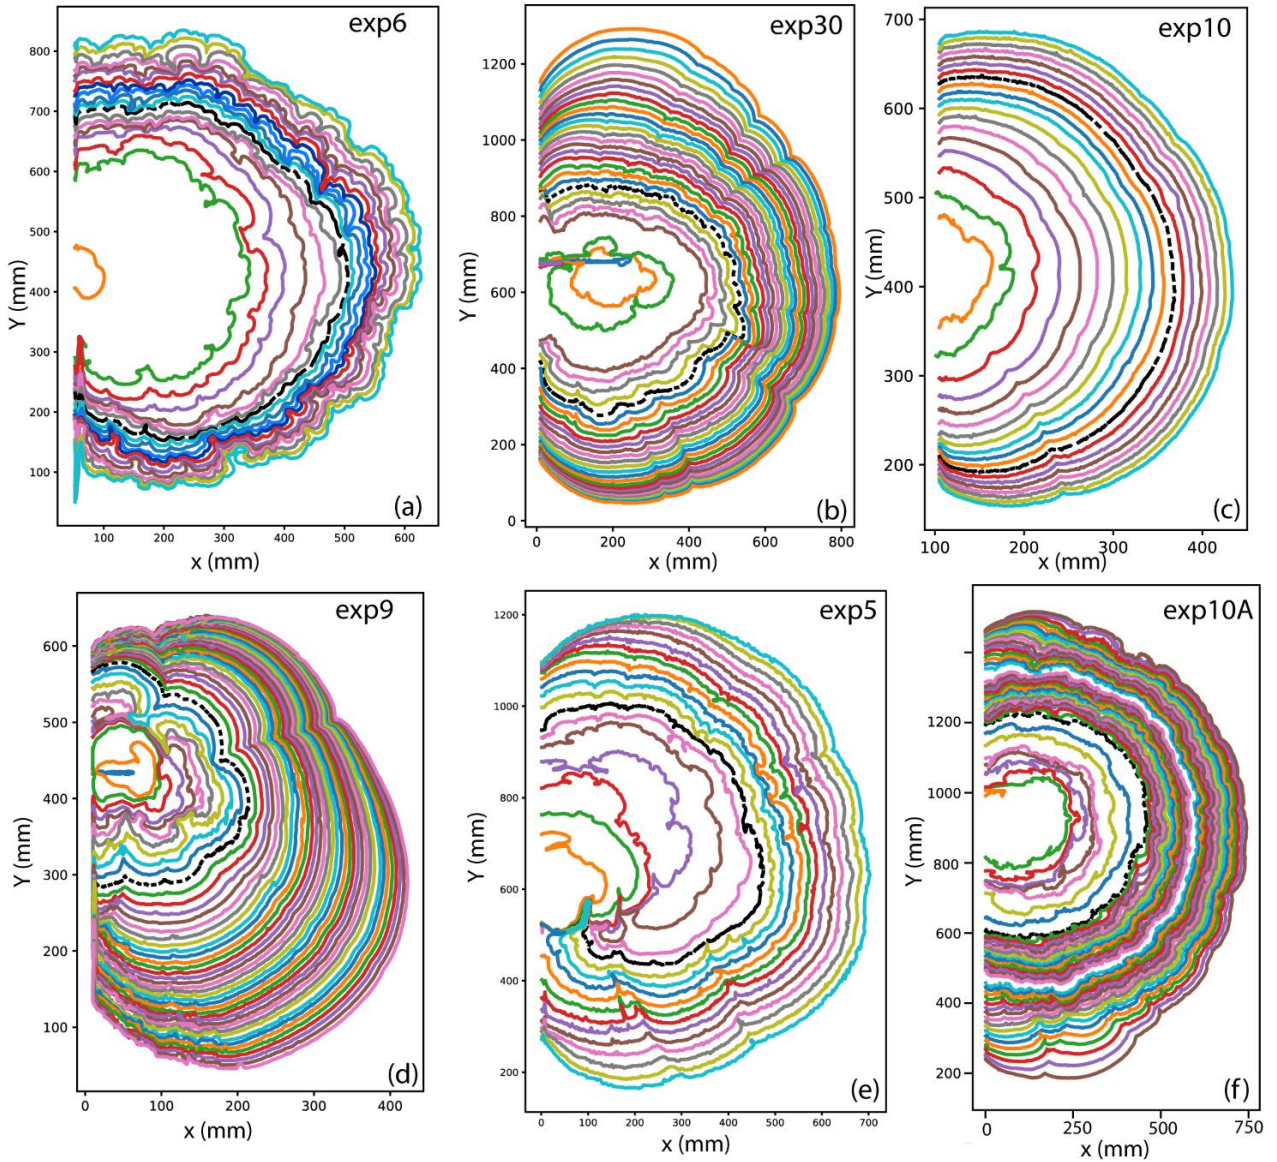 exp6
800
700
600
500
400
300
200
100
Y (mm)
100 200 300 400 500 600
x (mm)
(a)
exp30
1200
1000
800
600
400
200
0
Y (mm)
0 200 400 600 800
x (mm)
(b)
exp10
700
600
500
400
300
200
Y (mm)
100 200 300 400
x (mm)
(c)
exp9
600
500
400
300
200
100
Y (mm)
0 100 200 300 400
x (mm)
(d)
exp5
1200
1000
800
600
400
200
Y (mm)
0 100 200 300 400 500 600 700
x (mm)
(e)
exp10A
1200
1000
800
600
400
200
Y (mm)
0 250 500 750
x (mm)
(f)